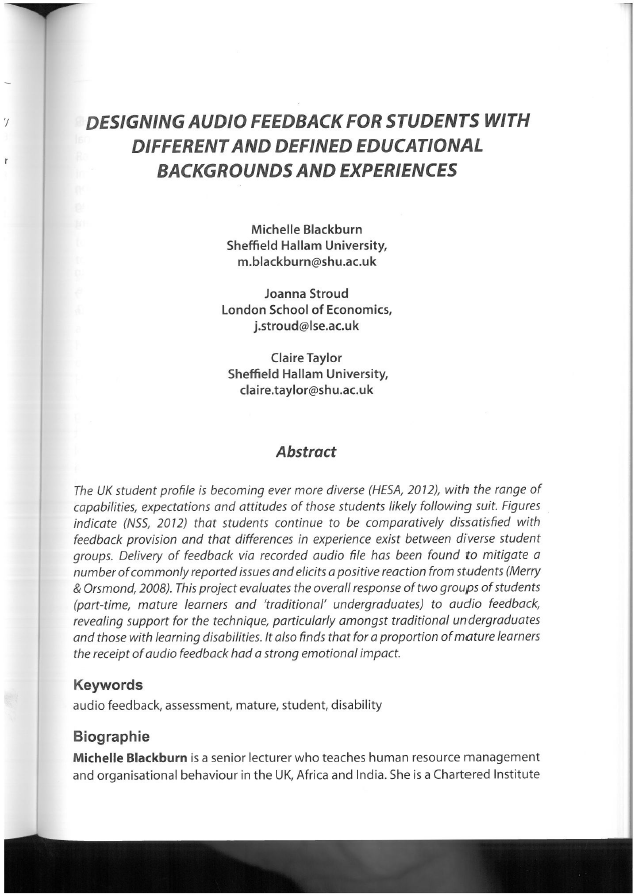 DESIGNING AUDIO FEEDBACK FOR STUDENTS WITH
DIFFERENT AND DEFINED EDUCATIONAL
BACKGROUNDS AND EXPERIENCES
Michelle Blackburn
Sheffield Hallam University,
m.blackburn@shu.ac.uk
Joanna Stroud
London School of Economics,
j.stroud@lse.ac.uk
Claire Taylor
Sheffield Hallam University,
claire.taylor@shu.ac.uk
Abstract
The UK student profile is becoming ever more diverse (HESA, 2012), with the range of
capabilities, expectations and attitudes of those students likely following suit. Figures
indicate (NSS, 2012) that students continue to be comparatively dissatisfied with
feedback provision and that differences in experience exist between diverse student
groups. Delivery of feedback via recorded audio file has been found to mitigate a
number of commonly reported issues and elicits a positive reaction from students (Merry
& Orsmond, 2008). This project evaluates the overall response of two groups of students
(part-time, mature learners and 'traditional' undergraduates) to audio feedback,
revealing support for the technique, particularly amongst traditional undergraduates
and those with learning disabilities. It also finds that for a proportion of mature learners
the receipt of audio feedback had a strong emotional impact.
Keywords
audio feedback, assessment, mature, student, disability
Biographie
Michelle Blackburn is a senior lecturer who teaches human resource management
and organisational behaviour in the UK, Africa and India. She is a Chartered Institute